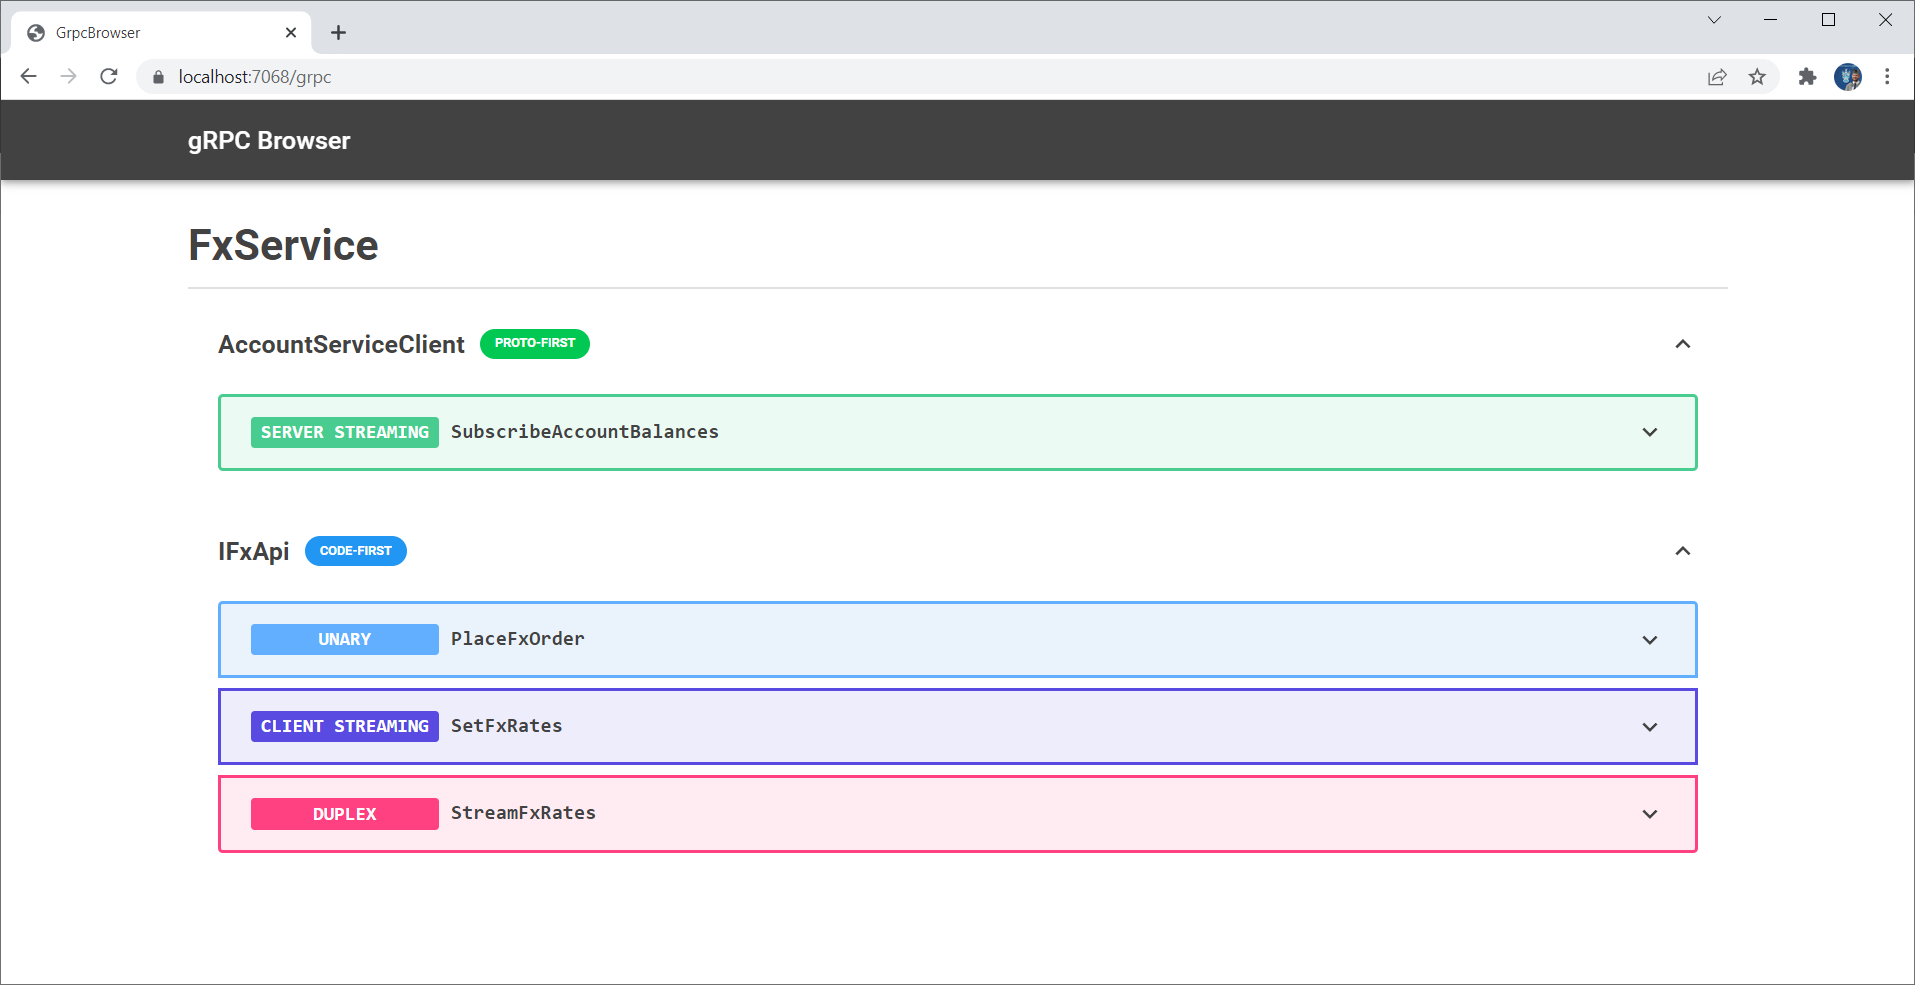 GrpcBrowser
localhost:7068/grpc
gRPC Browser
FxService
AccountServiceClient PROTO-FIRST
SERVER STREAMING SubscribeAccountBalances
IFxApi CODE-FIRST
UNARY PlaceFxOrder
CLIENT STREAMING SetFxRates
DUPLEX StreamFxRates